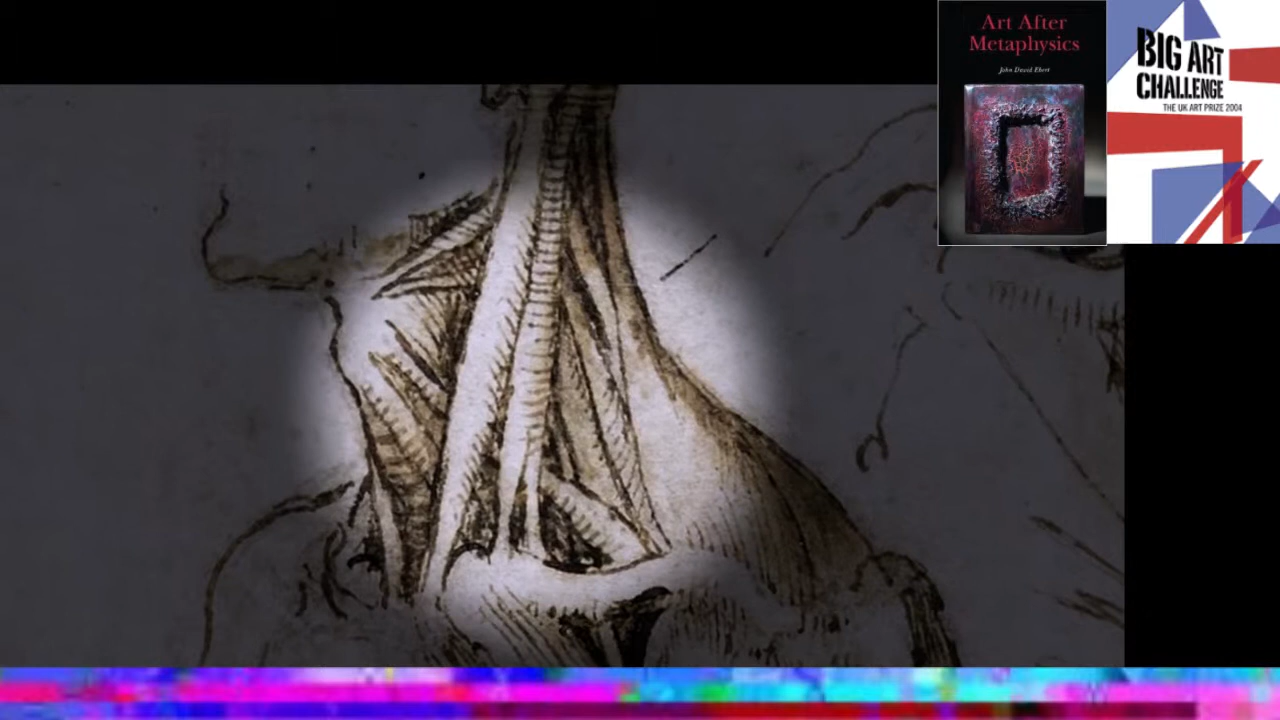 Art After
Metaphysics
John David Ebert
BIG ART
CHALLENGE
THE UK ART PRIZE 2004